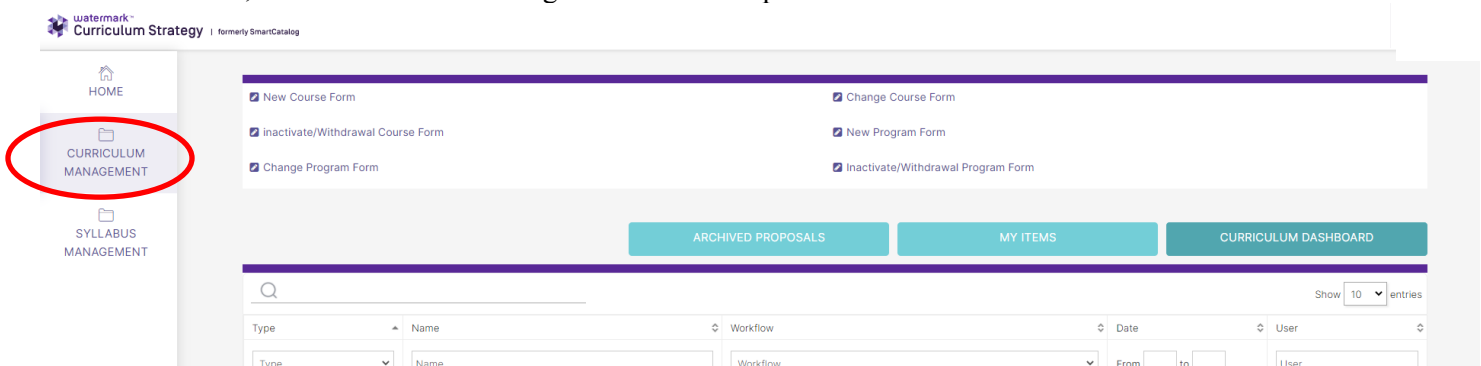 watermark
Curriculum Strategy | formerly SmartCatalog
HOME
CURRICULUM
MANAGEMENT
SYLLABUS
MANAGEMENT
New Course Form
Change Course Form
inactivate/Withdrawal Course Form
New Program Form
Change Program Form
Inactivate/Withdrawal Program Form
ARCHIVED PROPOSALS
MY ITEMS
CURRICULUM DASHBOARD
Show 10 entries
Type Name Workflow Date User
Type Name Workflow From to User